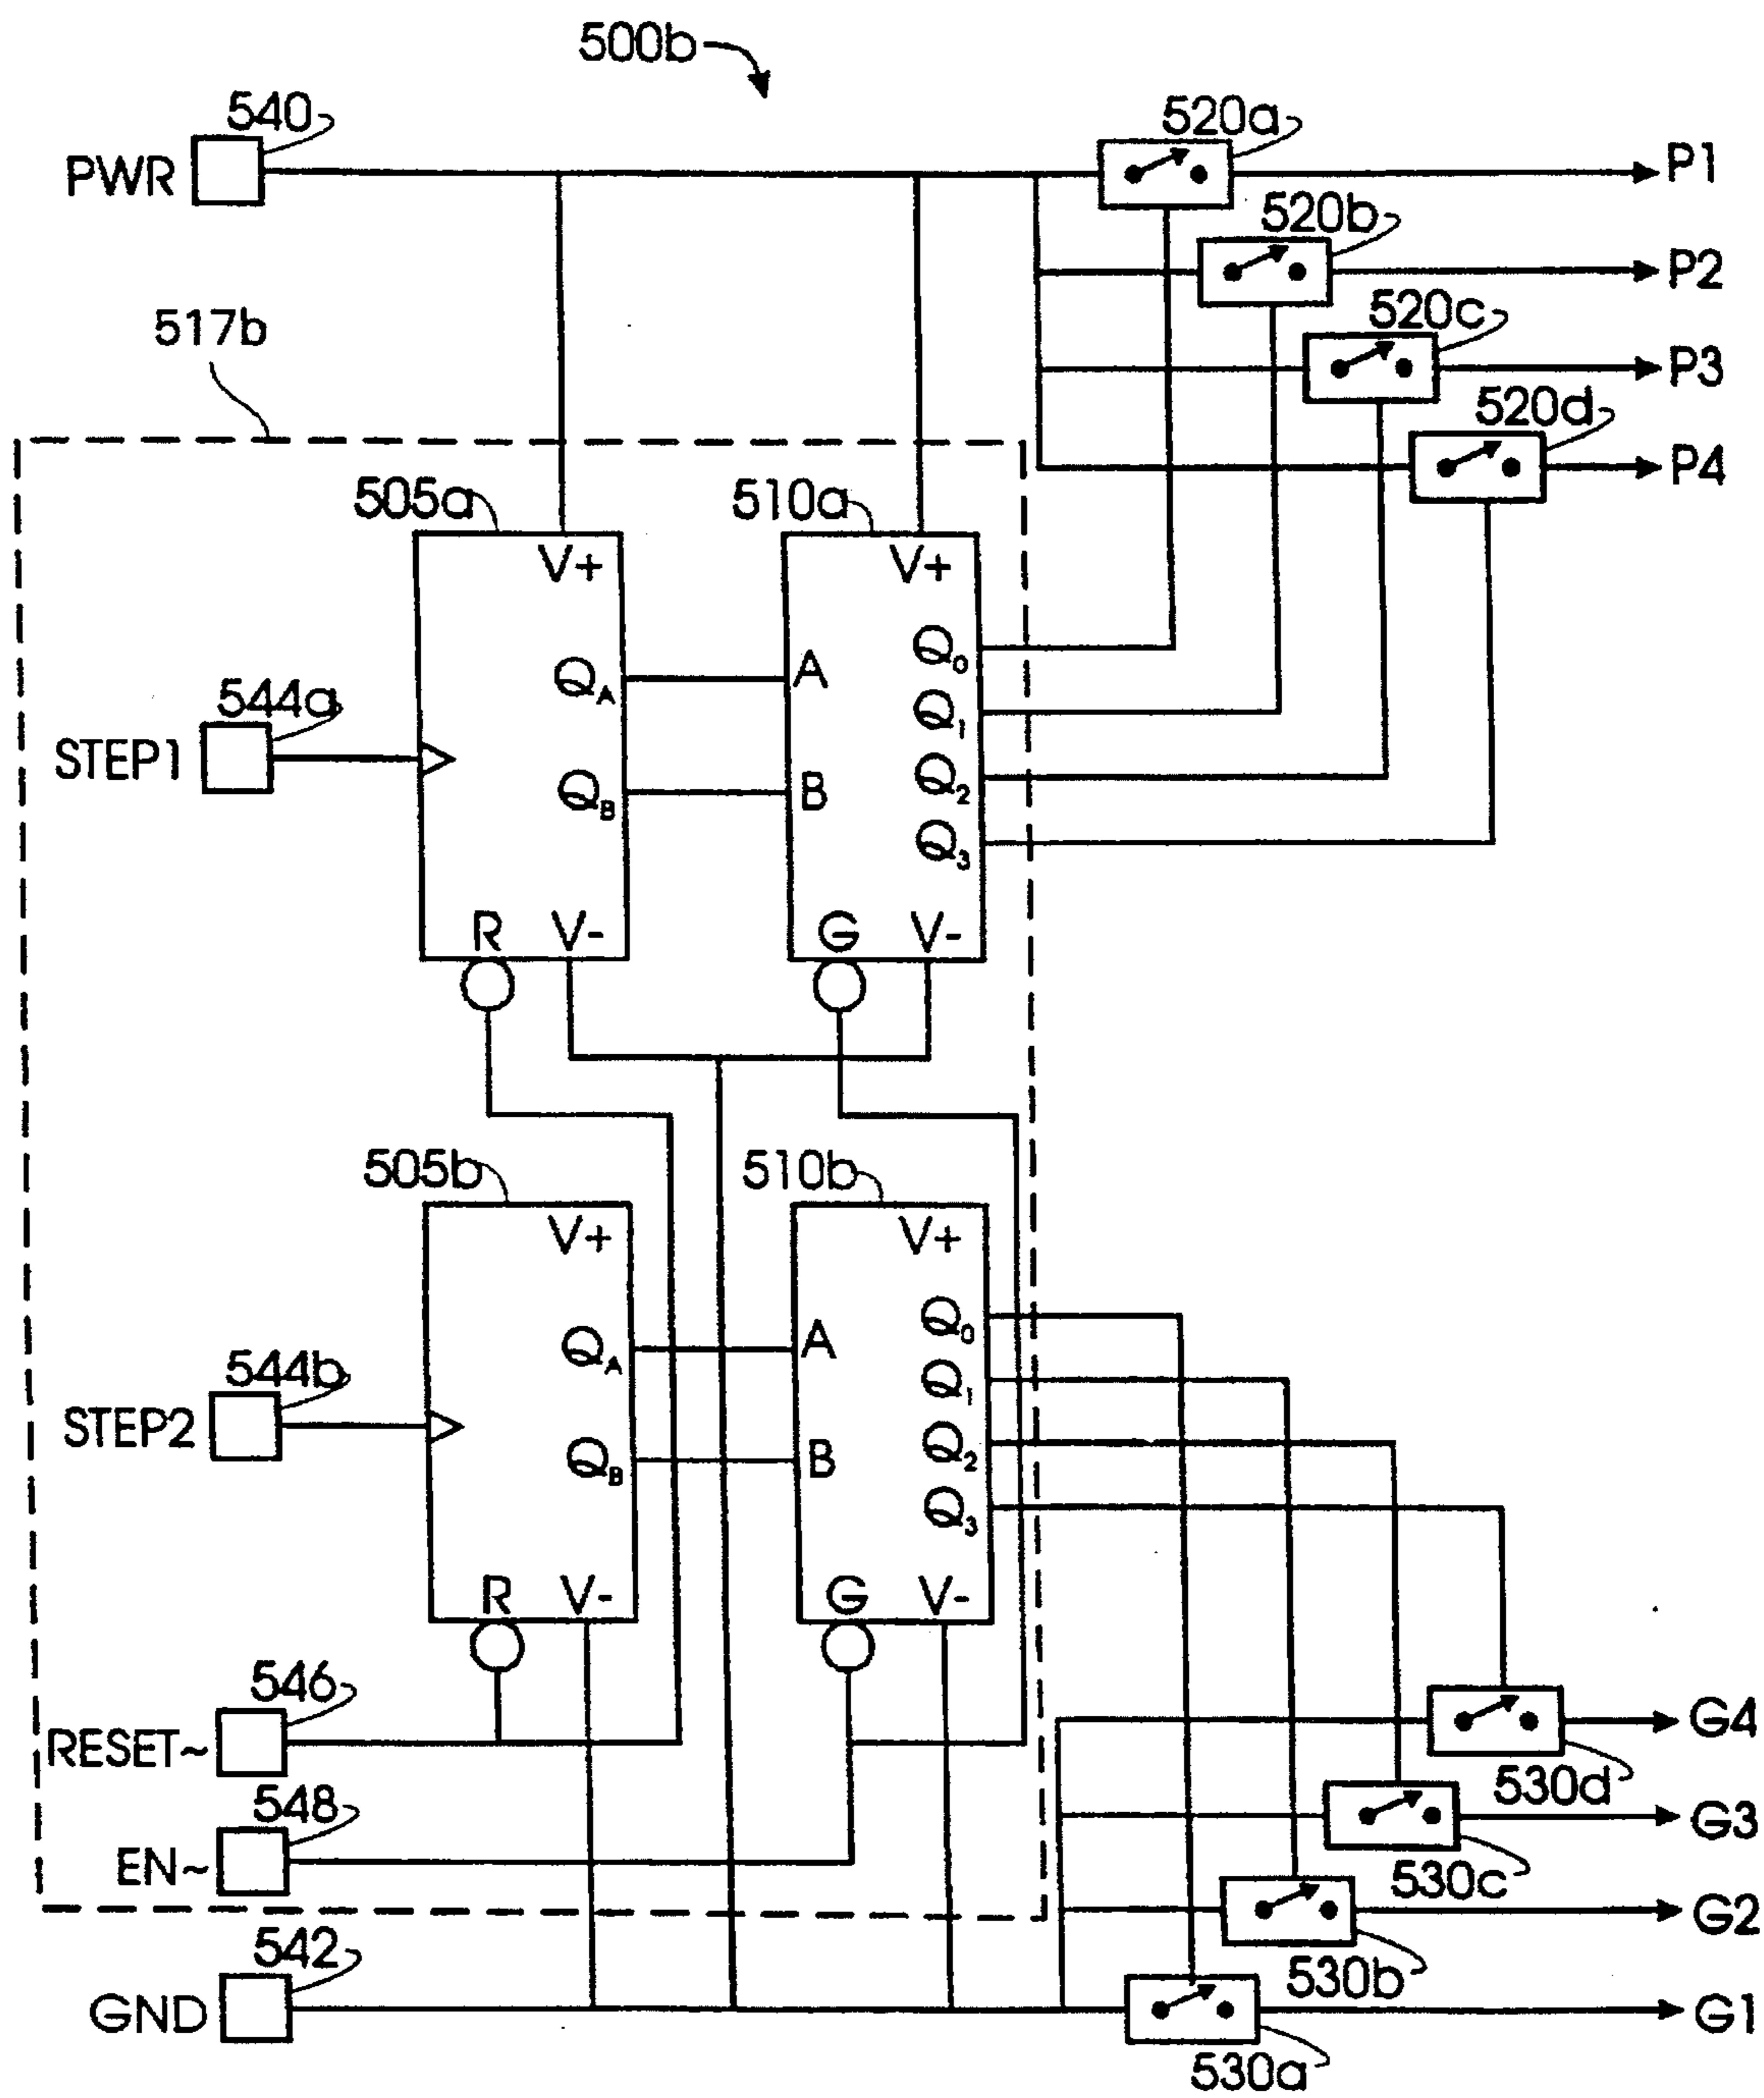 500b
540
PWR
520a
P1
520b
P2
517b
520c
P3
520d
P4
505a
510a
V+
V+
Q0
QA
A
Q1
544a
STEP1
QB
B
Q2
Q3
R
V-
G
V-
505b
510b
V+
V+
Q0
QA
A
Q1
544b
STEP2
QB
B
Q2
Q3
R
V-
G
V-
546
RESET~
G4
530d
548
EN~
G3
530c
G2
542
530b
GND
G1
530a